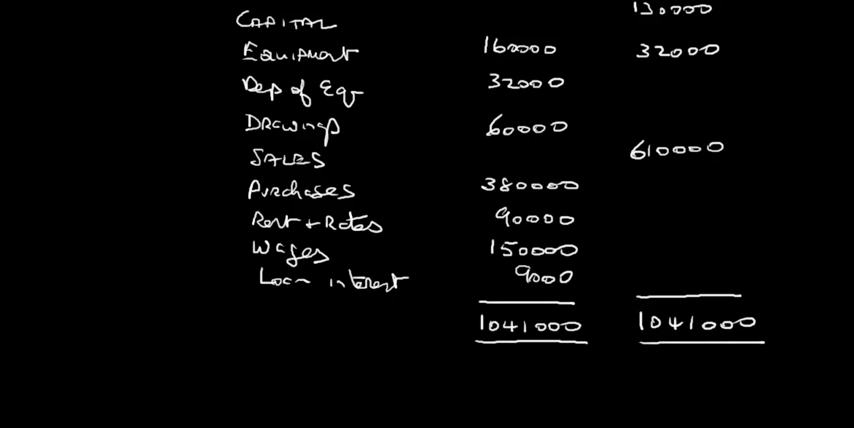 CAPITAL 130000
Equipment 160000 32000
Dep of Eqr 32000
Drawings 60000
SALES 610000
Purchases 380000
Rent + Rates 90000
Wages 150000
Loan interest 9000
1041000 1041000